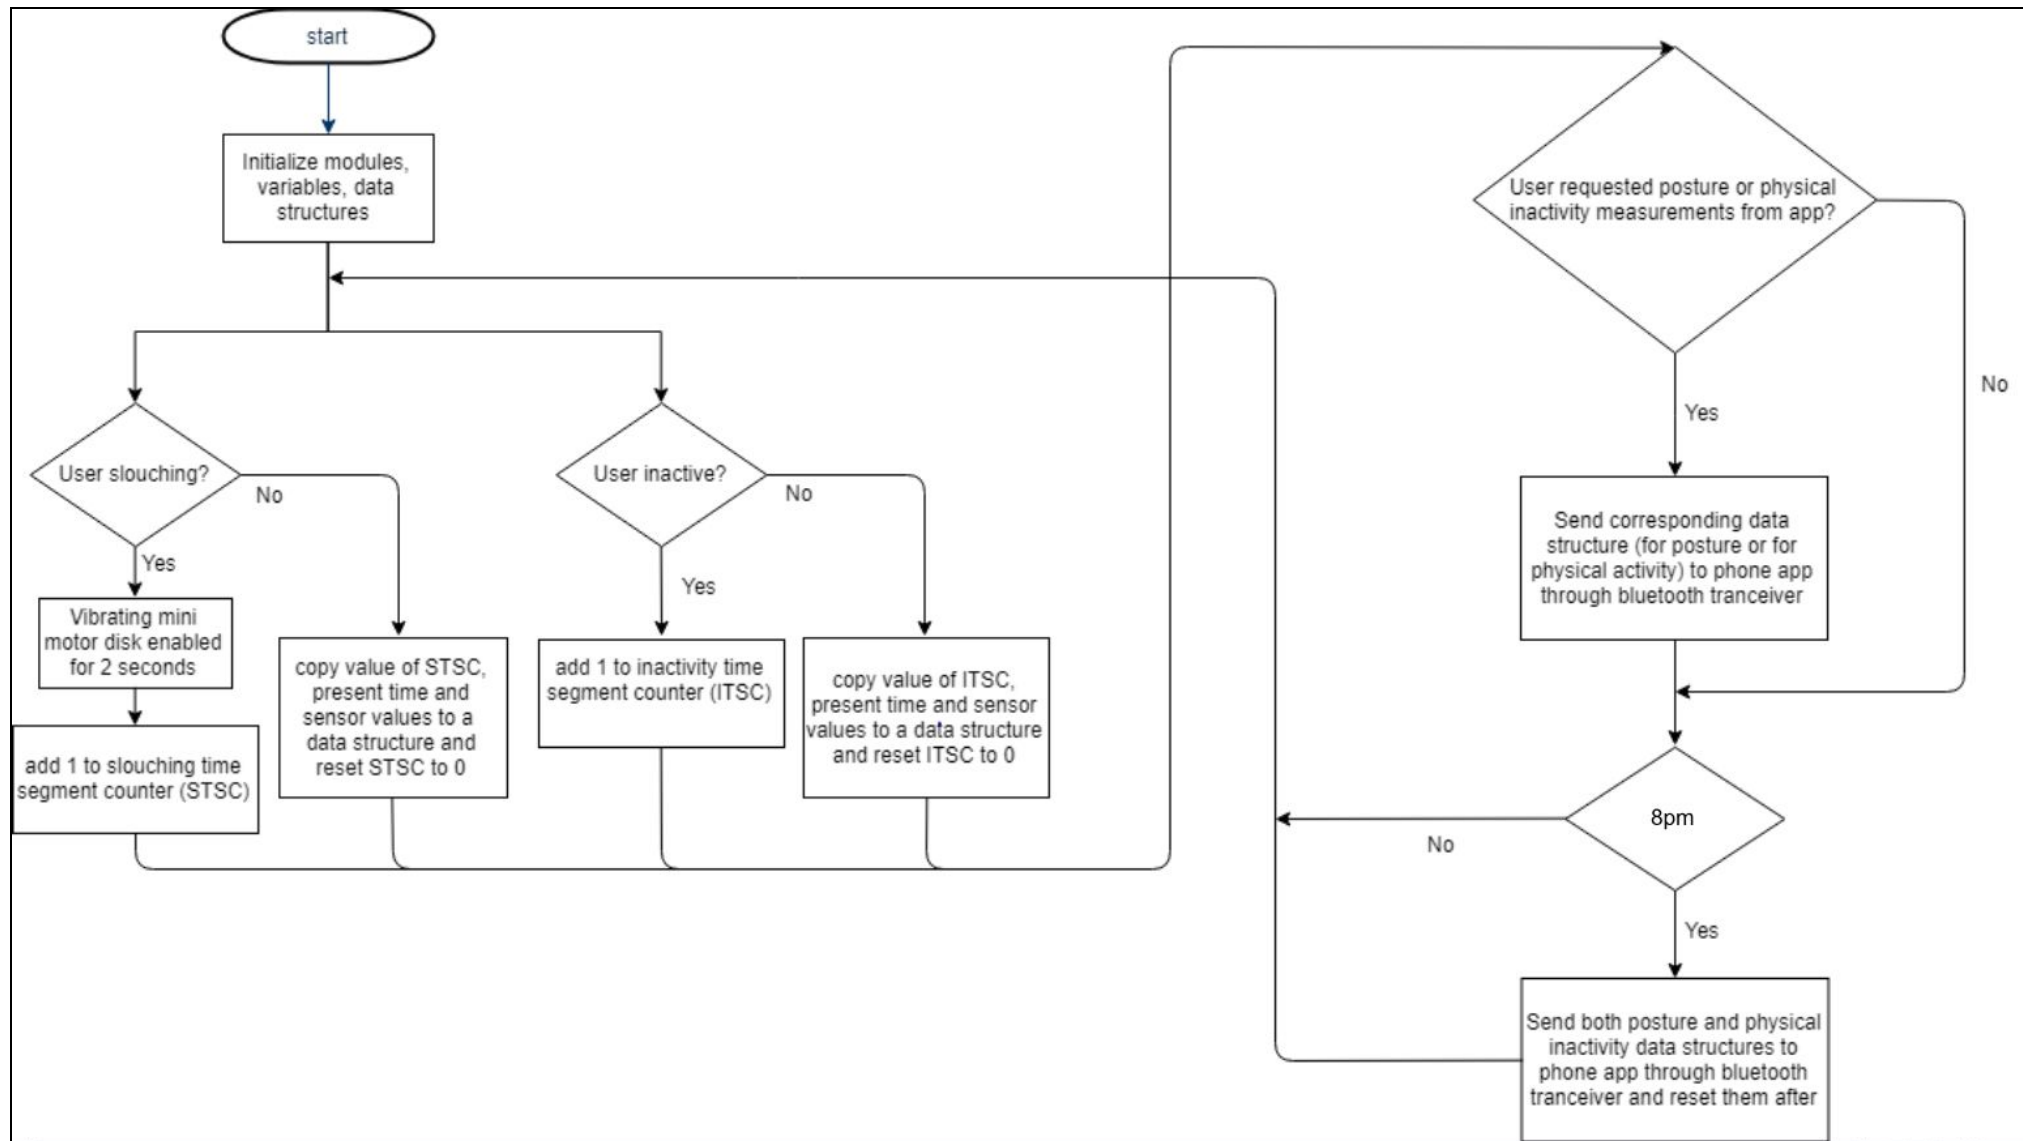 start
Initialize modules,
variables, data
structures
User slouching?
No
Yes
Vibrating mini
motor disk enabled
for 2 seconds
add 1 to slouching time
segment counter (STSC)
copy value of STSC,
present time and
sensor values to a
data structure and
reset STSC to 0
User inactive?
No
Yes
add 1 to inactivity time
segment counter (ITSC)
copy value of ITSC,
present time and sensor
values to a data structure
and reset ITSC to 0
User requested posture or physical
inactivity measurements from app?
No
Yes
Send corresponding data
structure (for posture or for
physical activity) to phone app
through bluetooth tranceiver
8pm
No
Yes
Send both posture and physical
inactivity data structures to
phone app through bluetooth
tranceiver and reset them after